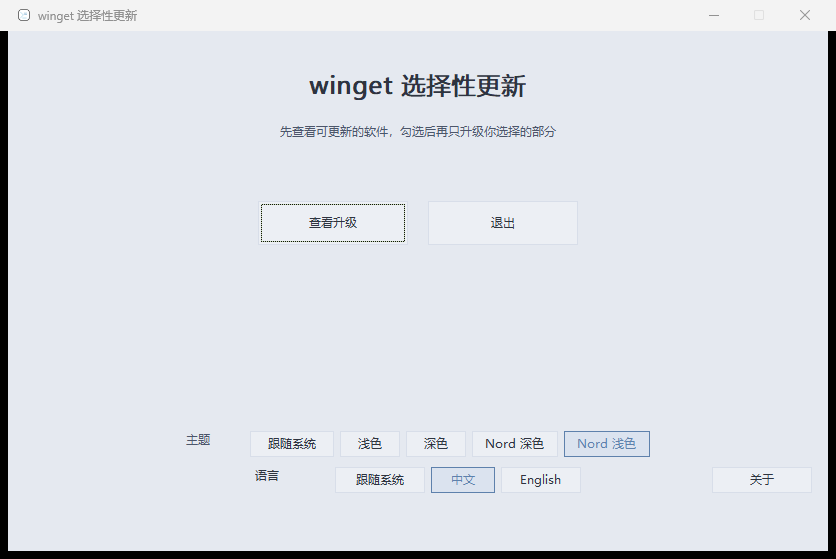 winget 选择性更新
winget 选择性更新
先查看可更新的软件，勾选后再只升级你选择的部分
查看升级 退出
主题 跟随系统 浅色 深色 Nord 深色 Nord 浅色
语言 跟随系统 中文 English 关于